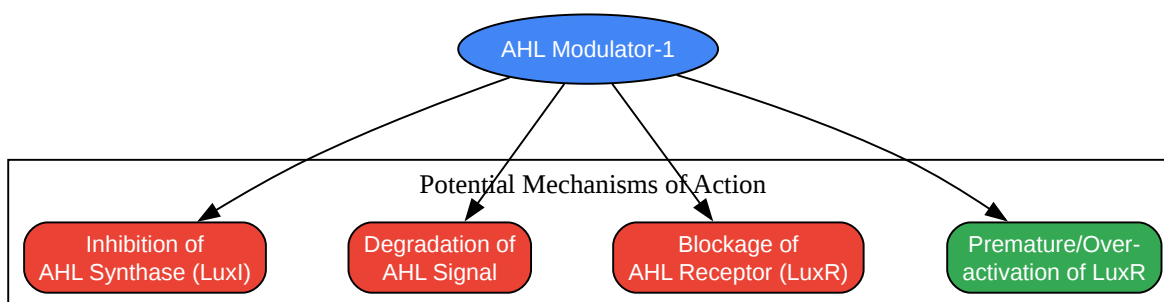 AHL Modulator-1
Potential Mechanisms of Action
Inhibition of
AHL Synthase (LuxI)
Degradation of
AHL Signal
Blockage of
AHL Receptor (LuxR)
Premature/Over-
activation of LuxR